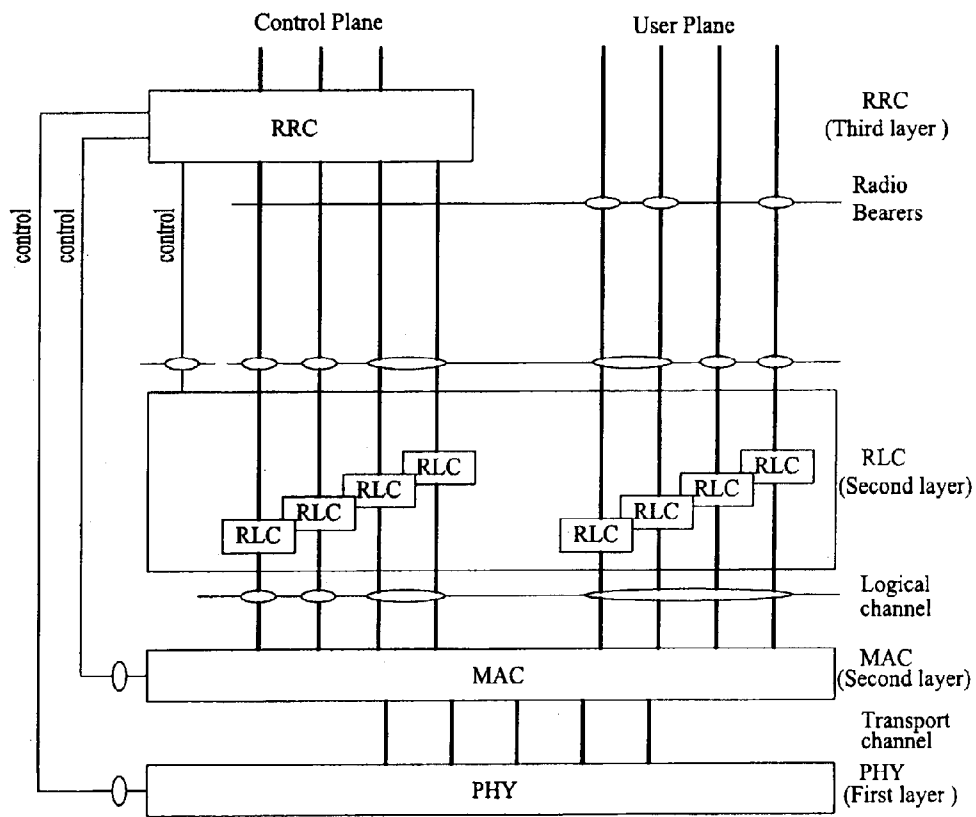 Control Plane
User Plane
RRC
RRC
(Third layer )
Radio
Bearers
control
control
control
RLC
RLC
RLC
RLC
RLC
RLC
RLC
RLC
RLC
(Second layer)
Logical
channel
MAC
MAC
(Second layer)
Transport
channel
PHY
PHY
(First layer )